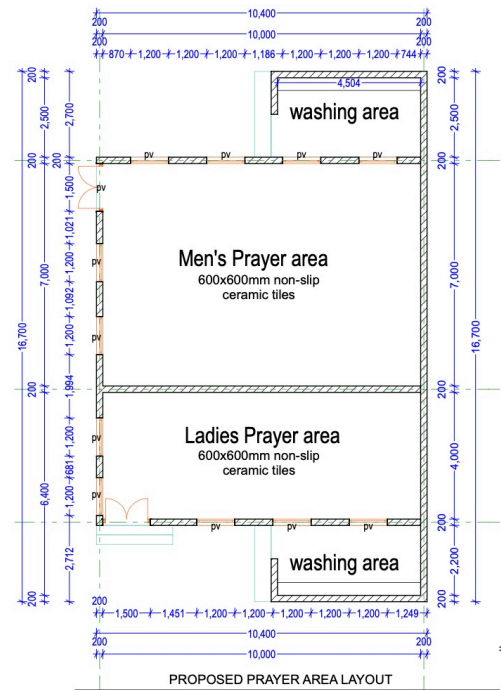 10,400
200 200
10,000
200 200
870 1,200 1,200 1,186 1,200 1,200 744
200 200 200
4,504
2,500 2,700 washing area 2,500
200 200 pv pv pv pv 200
1,500
pv
1,021
Men's Prayer area
pv 600x600mm non-slip
1,200 ceramic tiles
7,000 7,000
1,092
pv
1,200
16,700 16,700
1,994
200 200
pv Ladies Prayer area
1,200 600x600mm non-slip
ceramic tiles 4,000
681
6,400 1,200 pv
pv pv pv 200
2,712 washing area 2,200
200 200 200
1,500 1,451 1,200 1,200 1,200 1,200 1,249
10,400
200 200
10,000
PROPOSED PRAYER AREA LAYOUT